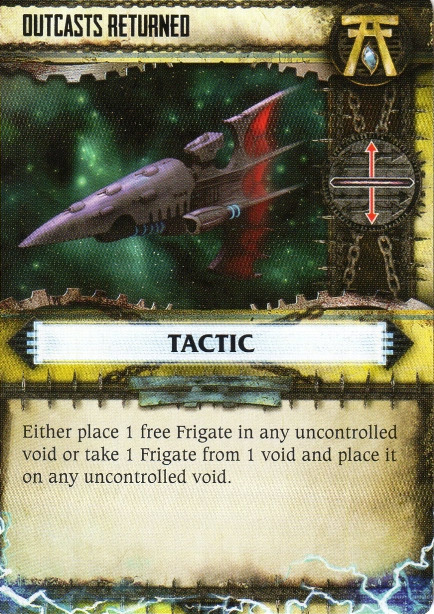 OUTCASTS RETURNED
TACTIC
Either place 1 free Frigate in any uncontrolled
void or take 1 Frigate from 1 void and place it
on any uncontrolled void.